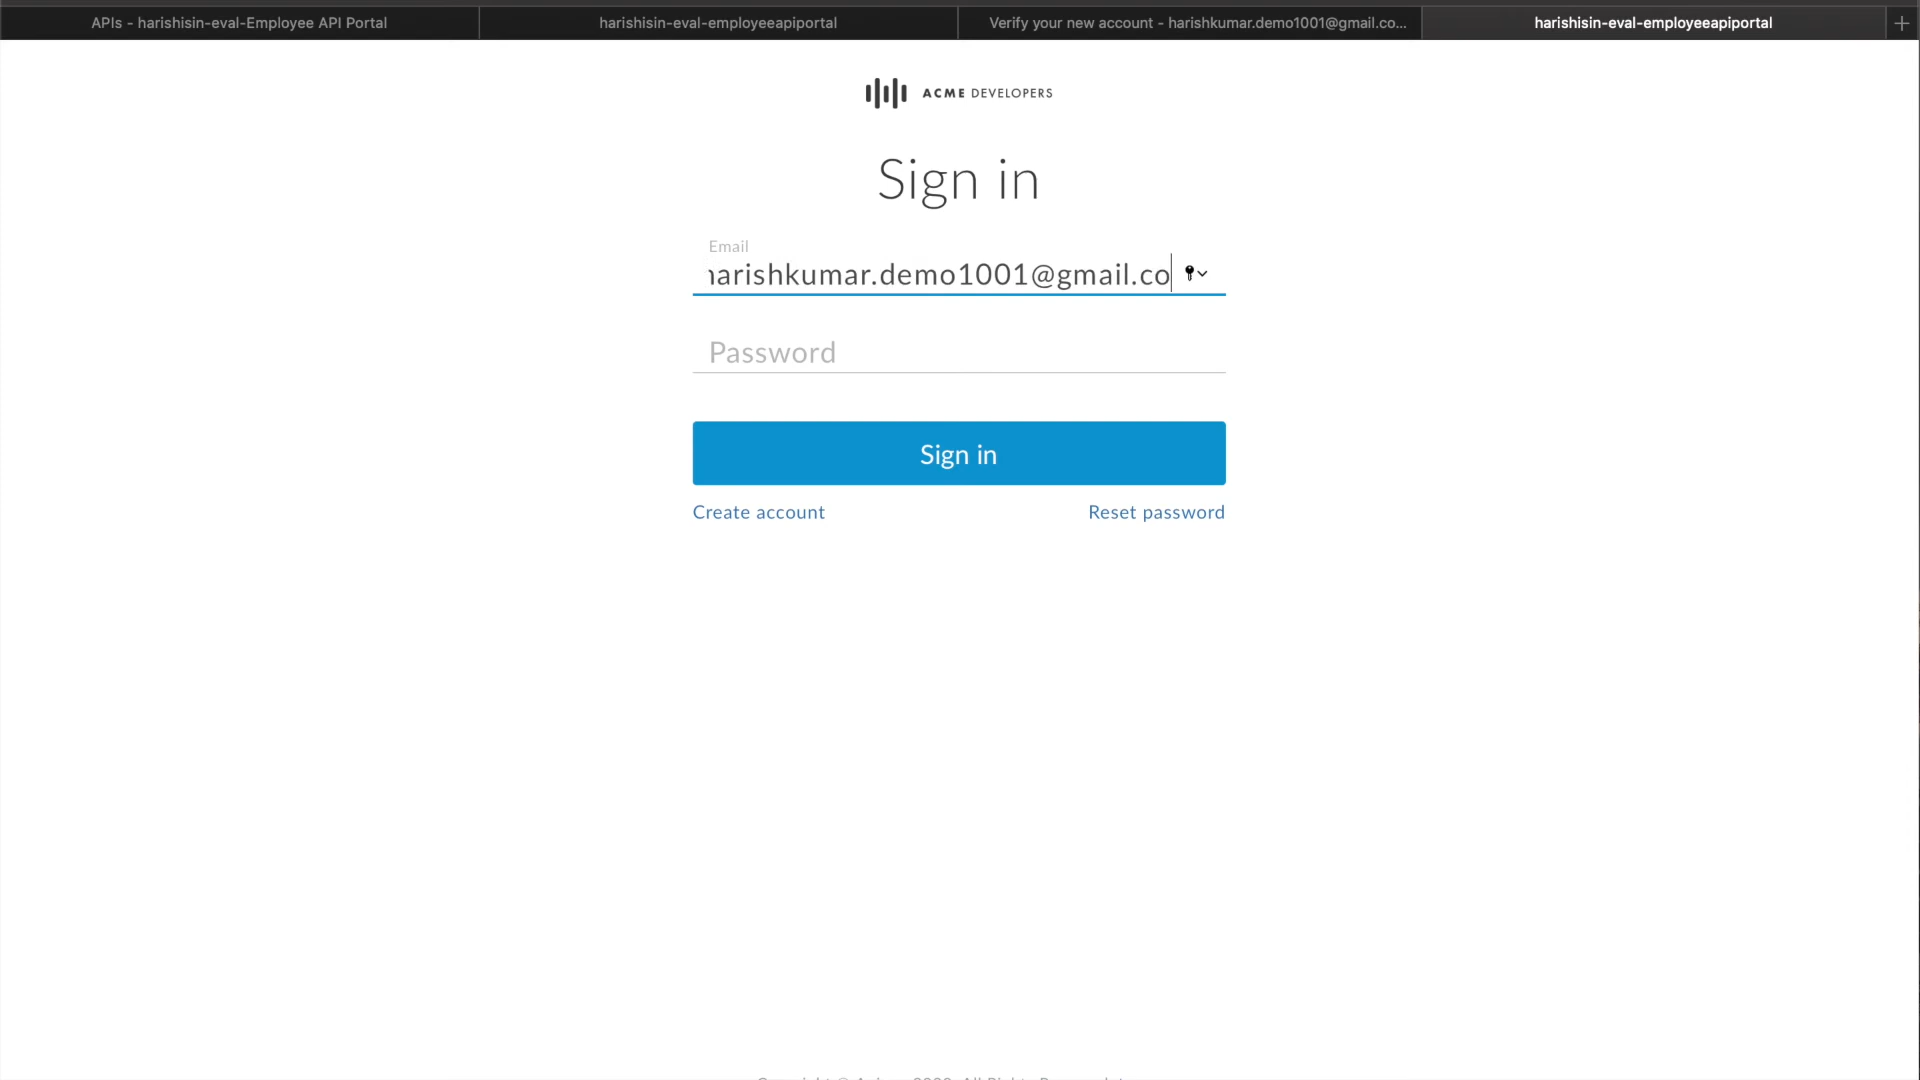 APIs - harishisin-eval-Employee API Portal
harishisin-eval-employeeapiportal
Verify your new account - harishkumar.demo1001@gmail.co...
harishisin-eval-employeeapiportal
ACME DEVELOPERS
Sign in
Email
harishkumar.demo1001@gmail.co
Password
Sign in
Create account
Reset password